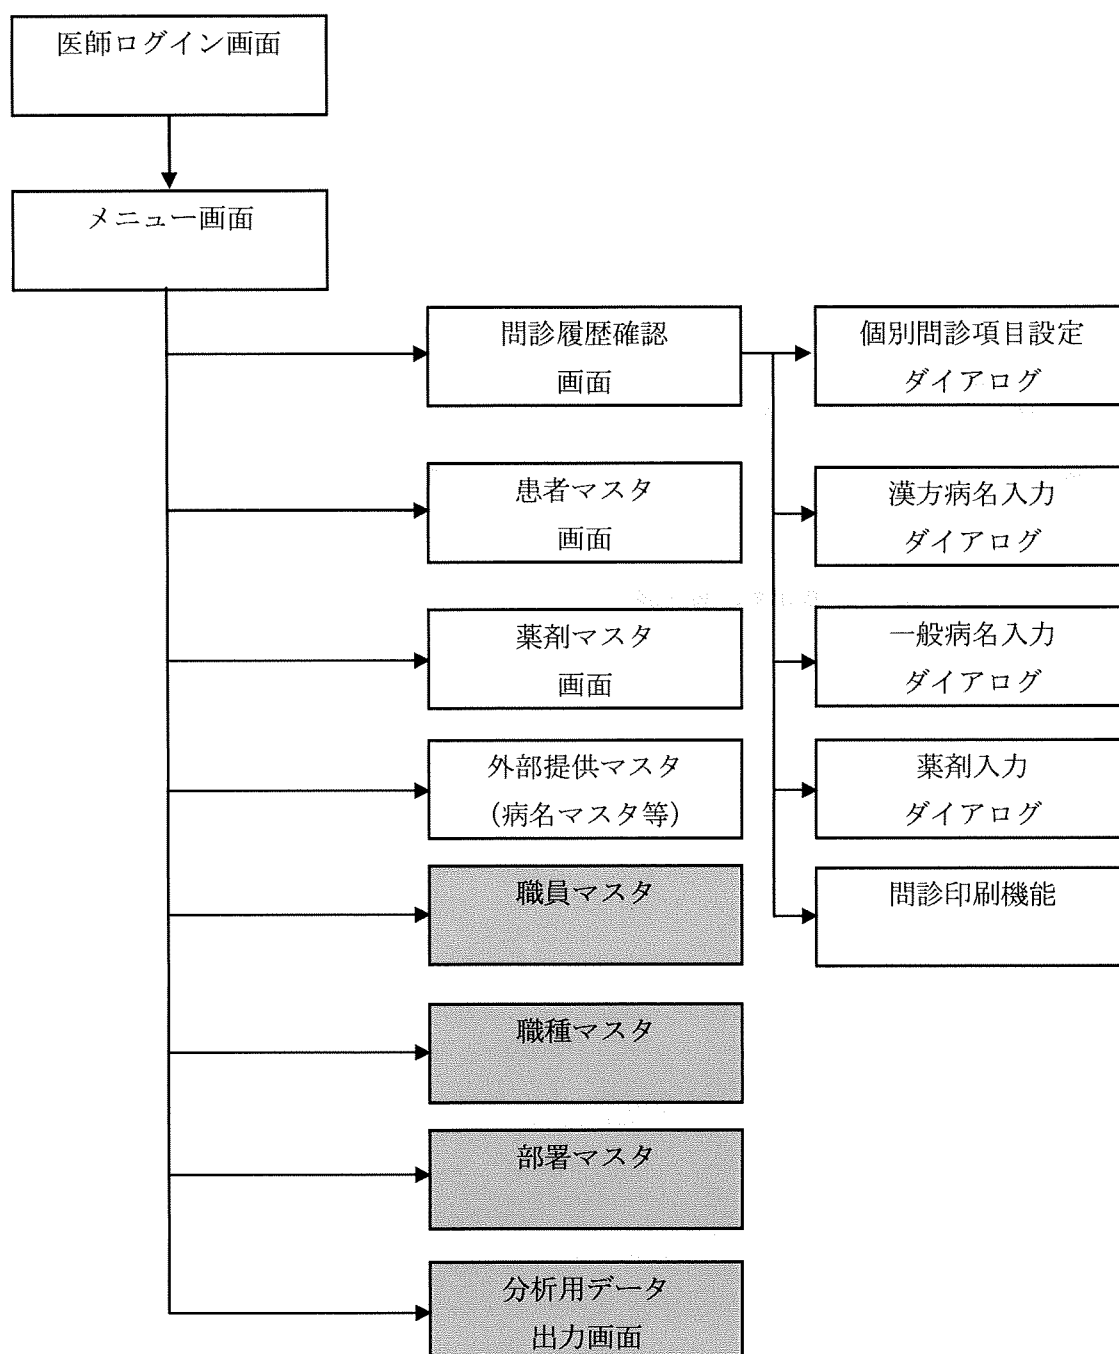 医師ログイン画面
メニュー画面
問診履歴確認
画面
個別問診項目設定
ダイアログ
患者マスタ
画面
漢方病名入力
ダイアログ
薬剤マスタ
画面
一般病名入力
ダイアログ
外部提供マスタ
(病名マスタ等)
薬剤入力
ダイアログ
職員マスタ
問診印刷機能
職種マスタ
部署マスタ
分析用データ
出力画面